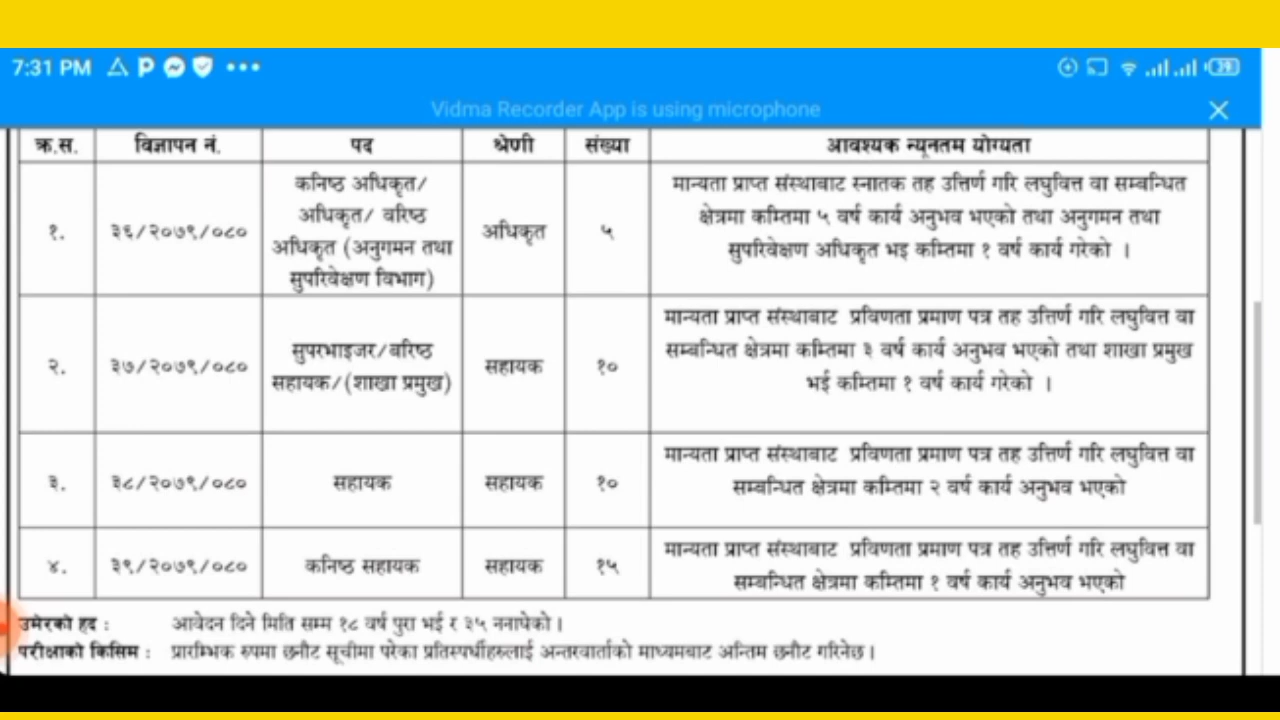 7:31 PM
39
Vidma Recorder App is using microphone
क्र.स. विज्ञापन नं. पद श्रेणी संख्या आवश्यक न्यूनतम योग्यता
१. ३६/२०७९/०८० कनिष्ठ अधिकृत/
अधिकृत/ वरिष्ठ
अधिकृत (अनुगमन तथा
सुपरिवेक्षण विभाग) अधिकृत ५ मान्यता प्राप्त संस्थाबाट स्नातक तह उत्तिर्ण गरि लघुवित्त वा सम्बन्धित
क्षेत्रमा कम्तिमा ५ वर्ष कार्य अनुभव भएको तथा अनुगमन तथा
सुपरिवेक्षण अधिकृत भइ कम्तिमा १ वर्ष कार्य गरेको ।
२. ३७/२०७९/०८० सुपरभाइजर/वरिष्ठ
सहायक/(शाखा प्रमुख) सहायक १० मान्यता प्राप्त संस्थाबाट प्रविणता प्रमाण पत्र तह उत्तिर्ण गरि लघुवित्त वा
सम्बन्धित क्षेत्रमा कम्तिमा ३ वर्ष कार्य अनुभव भएको तथा शाखा प्रमुख
भई कम्तिमा १ वर्ष कार्य गरेको ।
३. ३८/२०७९/०८० सहायक सहायक १० मान्यता प्राप्त संस्थाबाट प्रविणता प्रमाण पत्र तह उत्तिर्ण गरि लघुवित्त वा
सम्बन्धित क्षेत्रमा कम्तिमा २ वर्ष कार्य अनुभव भएको
४. ३९/२०७९/०८० कनिष्ठ सहायक सहायक १५ मान्यता प्राप्त संस्थाबाट प्रविणता प्रमाण पत्र तह उत्तिर्ण गरि लघुवित्त वा
सम्बन्धित क्षेत्रमा कम्तिमा १ वर्ष कार्य अनुभव भएको
उमेरको हद : आवेदन दिने मिति सम्म १८ वर्ष पुरा भई र ३५ ननाघेको ।
परीक्षाको किसिम : प्रारम्भिक रुपमा छनौट सूचीमा परेका प्रतिस्पर्धीहरुलाई अन्तरवार्ताको माध्यमबाट अन्तिम छनौट गरिनेछ ।